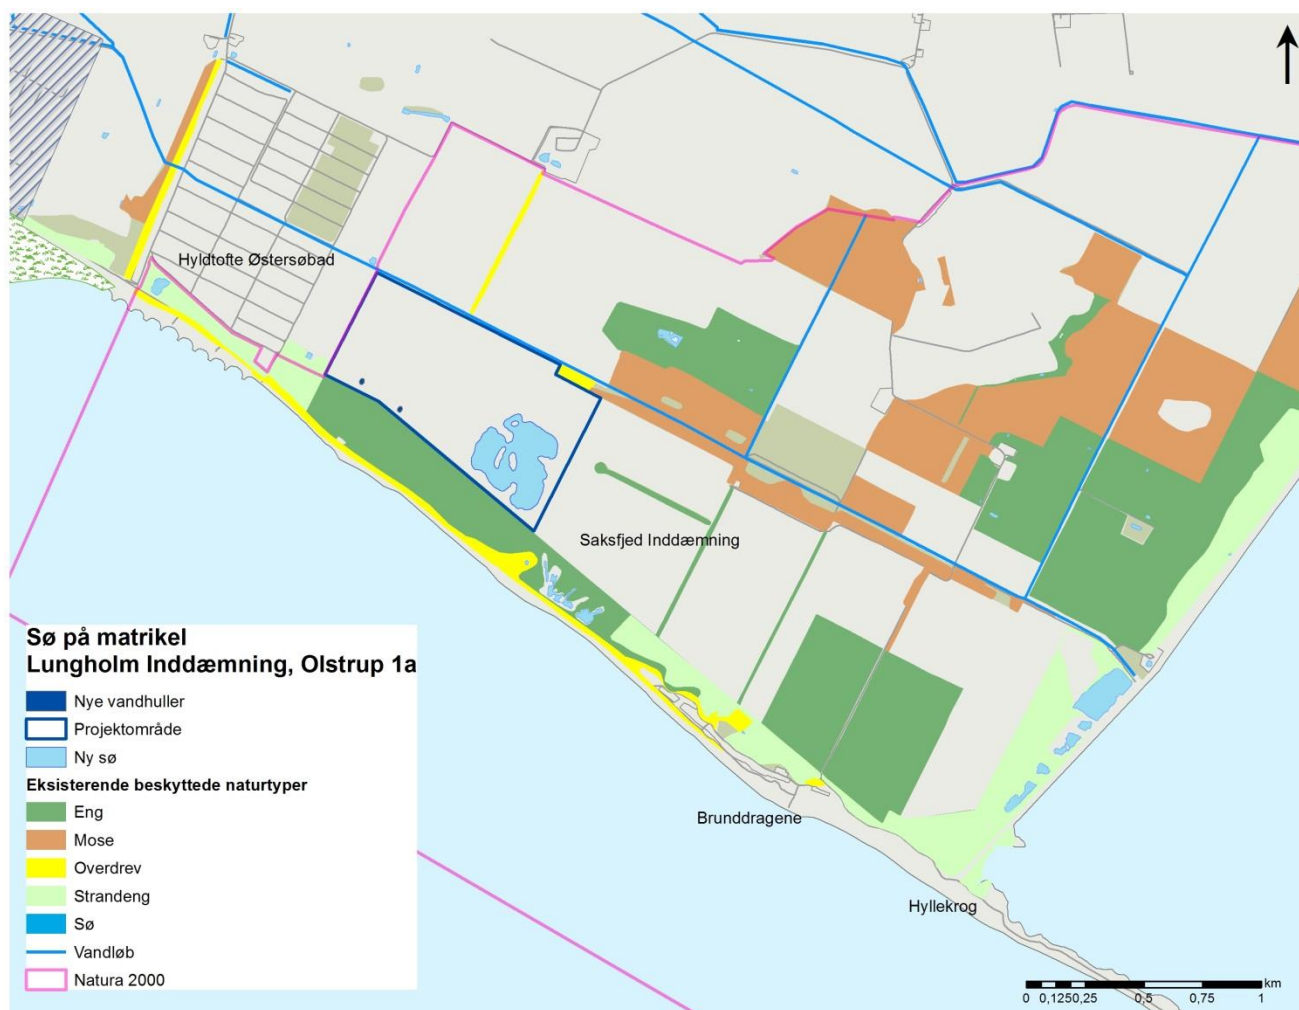 Hyldtofte Østersøbad
Saksfjed Inddæmning
Brunddragene
Hyllekrog
Sø på matrikel
Lungholm Inddæmning, Olstrup 1a
Nye vandhuller
Projektområde
Ny sø
Eksisterende beskyttede naturtyper
Eng
Mose
Overdrev
Strandeng
Sø
Vandløb
Natura 2000
km
0 0,1250,25 0,5 0,75 1